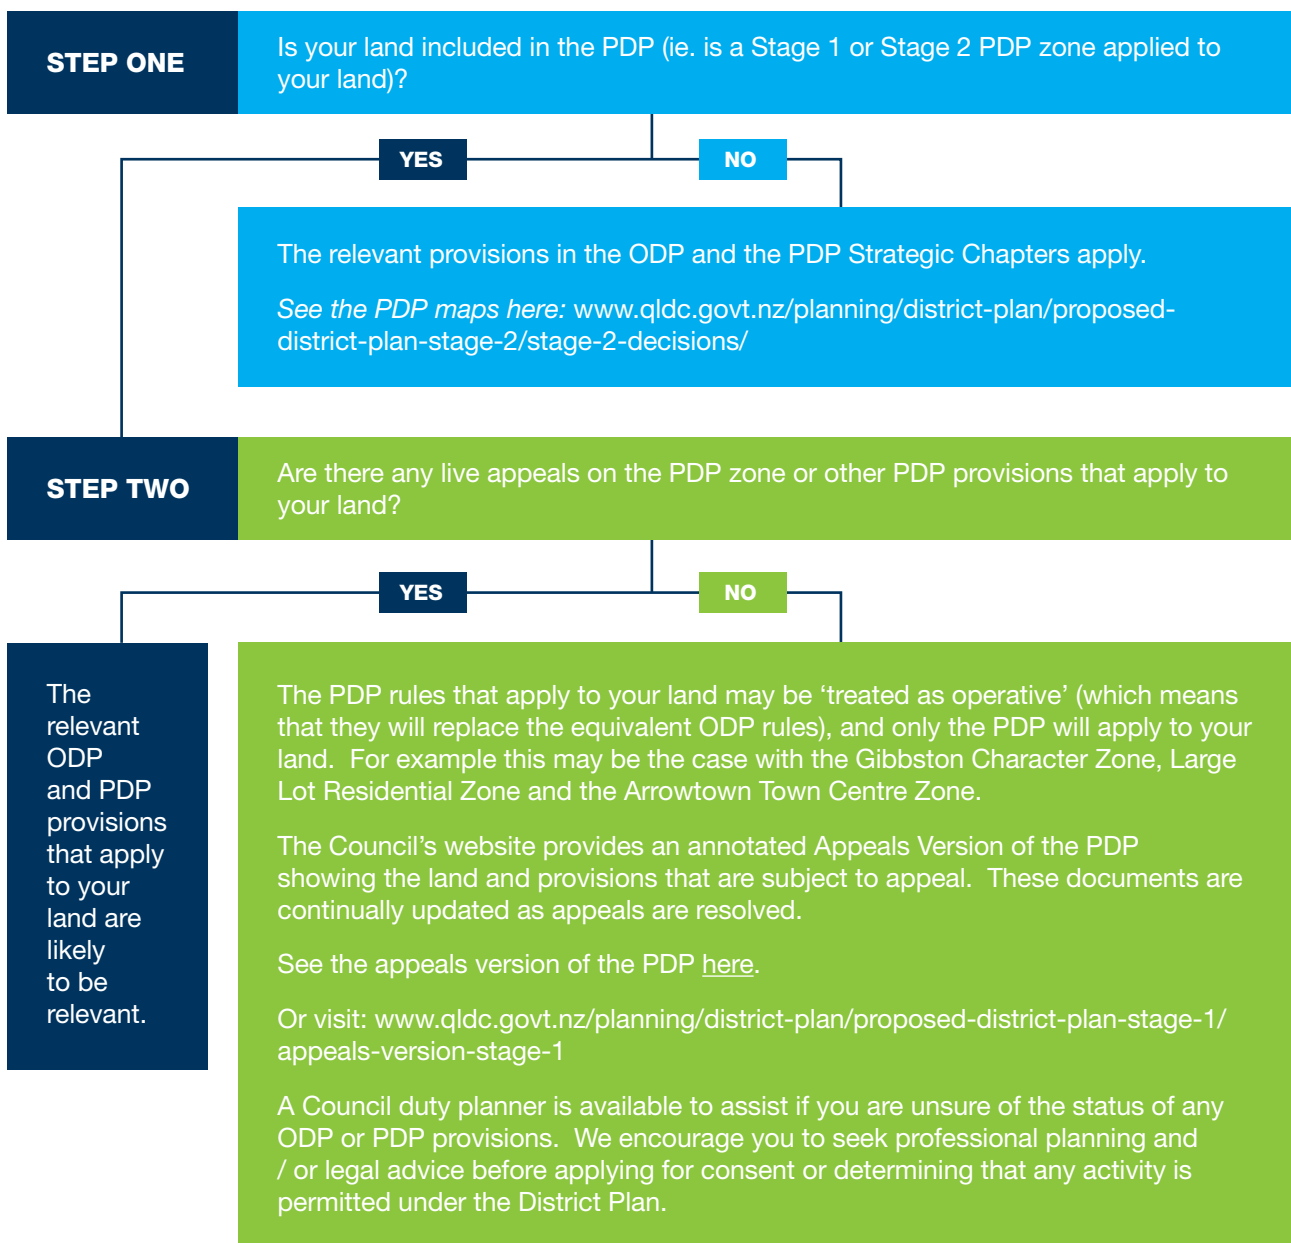 STEP ONE
Is your land included in the PDP (ie. is a Stage 1 or Stage 2 PDP zone applied to
your land)?
YES
NO
The relevant provisions in the ODP and the PDP Strategic Chapters apply.
See the PDP maps here: www.qldc.govt.nz/planning/district-plan/proposed-
district-plan-stage-2/stage-2-decisions/
STEP TWO
Are there any live appeals on the PDP zone or other PDP provisions that apply to
your land?
YES
NO
The
relevant
ODP
and PDP
provisions
that apply
to your
land are
likely
to be
relevant.
The PDP rules that apply to your land may be ‘treated as operative’ (which means
that they will replace the equivalent ODP rules), and only the PDP will apply to your
land.  For example this may be the case with the Gibbston Character Zone, Large
Lot Residential Zone and the Arrowtown Town Centre Zone.
The Council’s website provides an annotated Appeals Version of the PDP
showing the land and provisions that are subject to appeal.  These documents are
continually updated as appeals are resolved.
See the appeals version of the PDP here.
Or visit: www.qldc.govt.nz/planning/district-plan/proposed-district-plan-stage-1/
appeals-version-stage-1
A Council duty planner is available to assist if you are unsure of the status of any
ODP or PDP provisions.  We encourage you to seek professional planning and
/ or legal advice before applying for consent or determining that any activity is
permitted under the District Plan.